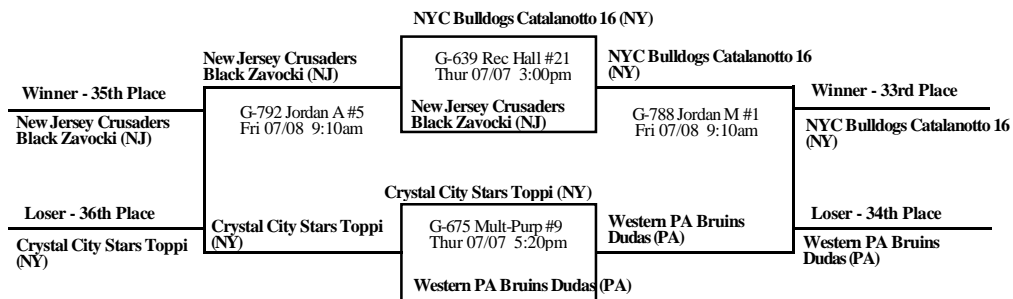 NYC Bulldogs Catalanotto 16 (NY)
New Jersey Crusaders
Black Zavocki (NJ)
G-639 Rec Hall #21
Thur 07/07 3:00pm
NYC Bulldogs Catalanotto 16
(NY)
Winner - 35th Place
G-792 Jordan A #5
Fri 07/08 9:10am
New Jersey Crusaders
Black Zavocki (NJ)
G-788 Jordan M #1
Fri 07/08 9:10am
Winner - 33rd Place
New Jersey Crusaders
Black Zavocki (NJ)
NYC Bulldogs Catalanotto 16
(NY)
Crystal City Stars Toppi (NY)
Loser - 36th Place
Crystal City Stars Toppi
(NY)
G-675 Mult-Purp #9
Thur 07/07 5:20pm
Western PA Bruins
Dudas (PA)
Loser - 34th Place
Crystal City Stars Toppi
(NY)
Western PA Bruins
Dudas (PA)
Western PA Bruins Dudas (PA)